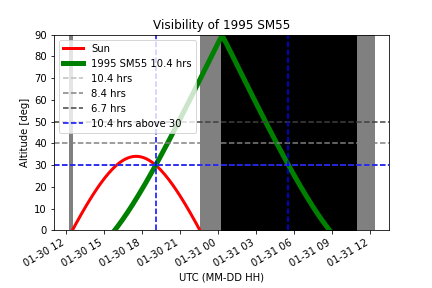 Visibility of 1995 SM55
Altitude [deg]
90
80
70
60
50
40
30
20
10
0
Sun
1995 SM55 10.4 hrs
10.4 hrs
8.4 hrs
6.7 hrs
10.4 hrs above 30
01-30 12
01-30 15
01-30 18
01-30 21
01-31 00
01-31 03
01-31 06
01-31 09
01-31 12
UTC (MM-DD HH)